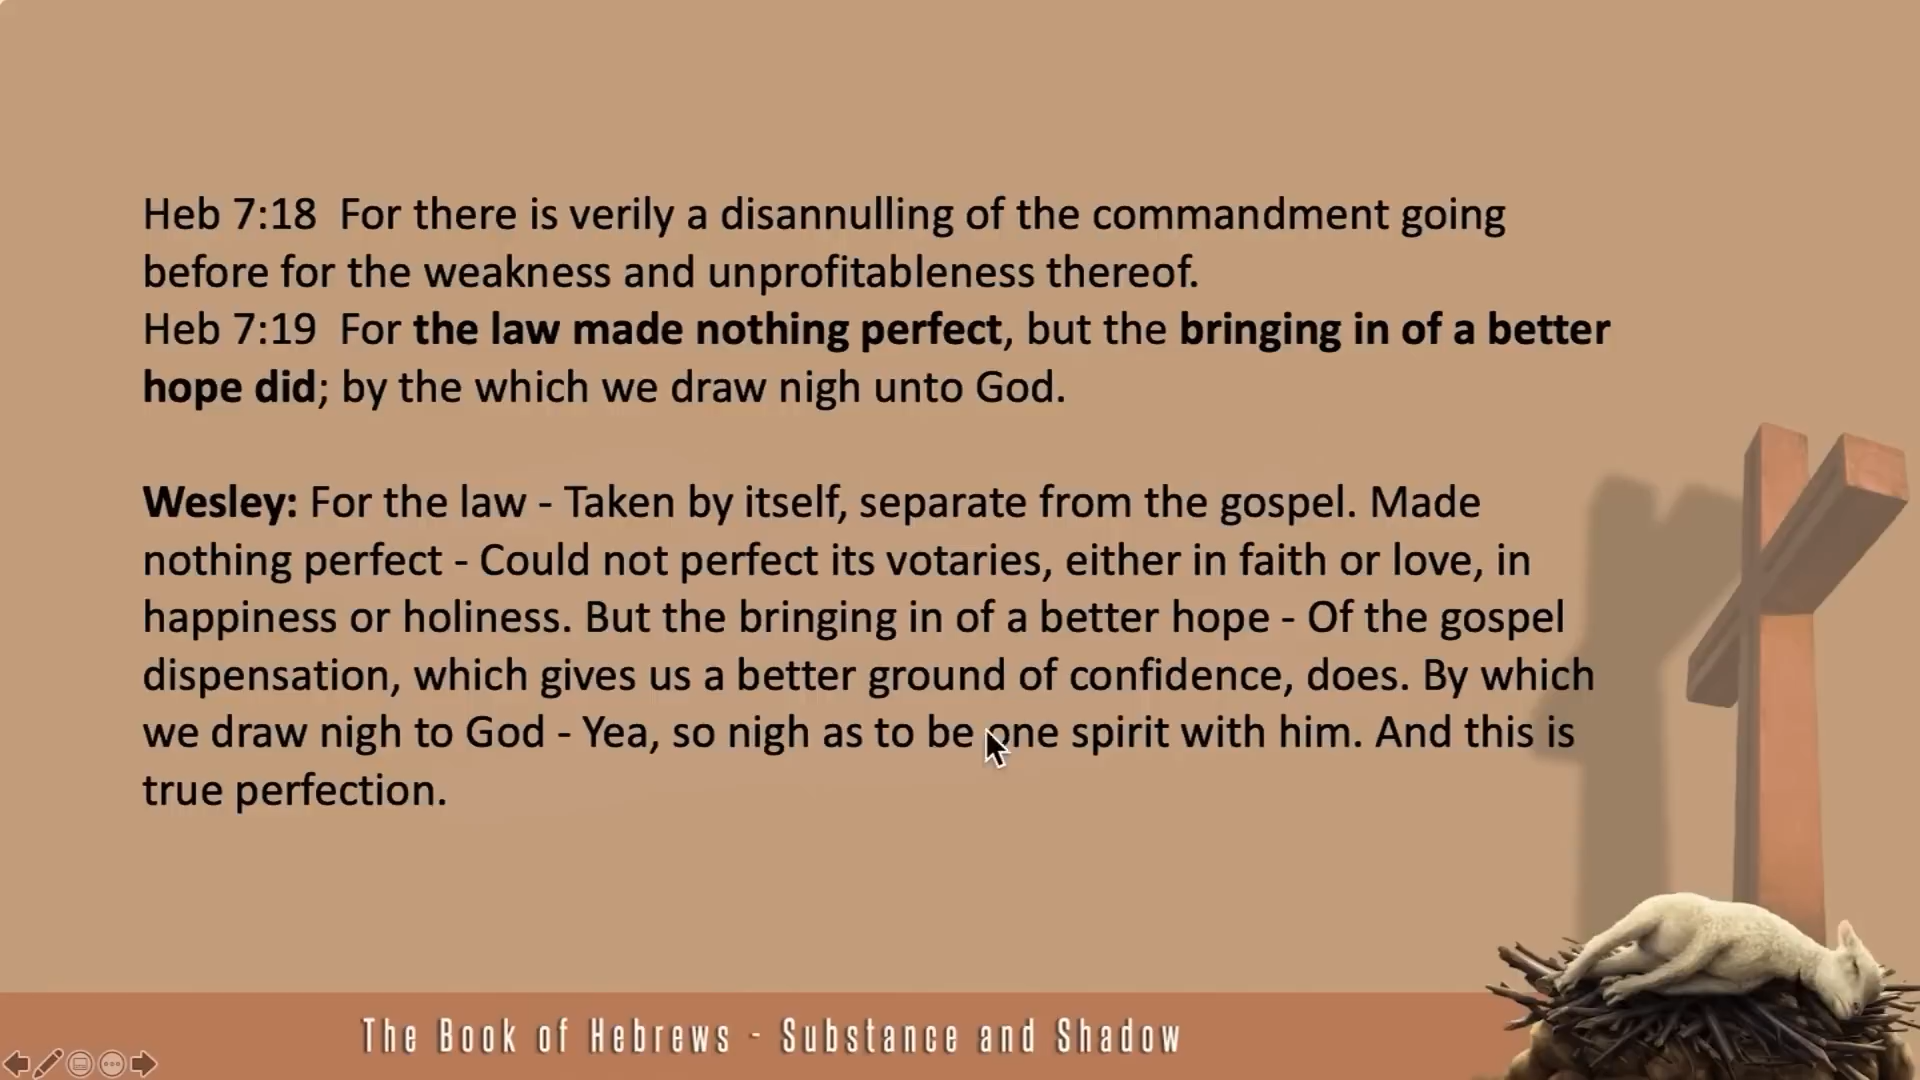 Heb 7:18  For there is verily a disannulling of the commandment going
before for the weakness and unprofitableness thereof.
Heb 7:19  For the law made nothing perfect, but the bringing in of a better
hope did; by the which we draw nigh unto God.
Wesley: For the law - Taken by itself, separate from the gospel. Made
nothing perfect - Could not perfect its votaries, either in faith or love, in
happiness or holiness. But the bringing in of a better hope - Of the gospel
dispensation, which gives us a better ground of confidence, does. By which
we draw nigh to God - Yea, so nigh as to be one spirit with him. And this is
true perfection.
The Book of Hebrews - Substance and Shadow